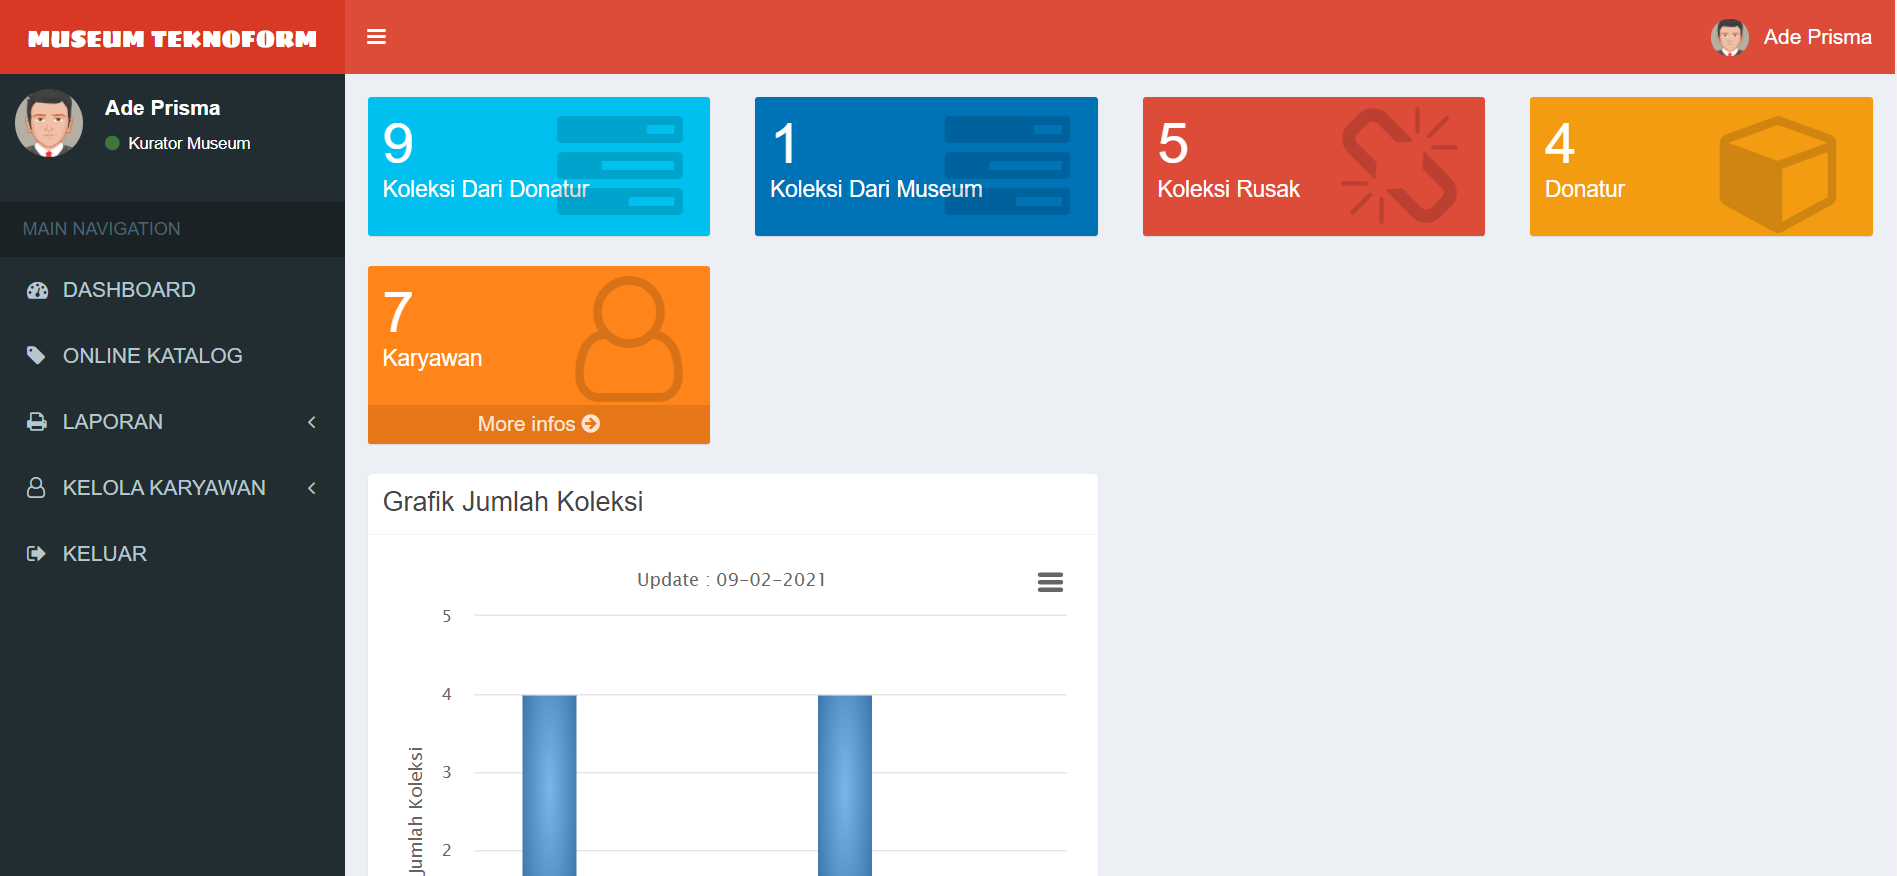 MUSEUM TEKNOFORM
Ade Prisma
Ade Prisma
Kurator Museum
MAIN NAVIGATION
DASHBOARD
ONLINE KATALOG
LAPORAN
KELOLA KARYAWAN
KELUAR
9
Koleksi Dari Donatur
1
Koleksi Dari Museum
5
Koleksi Rusak
4
Donatur
7
Karyawan
More infos
Grafik Jumlah Koleksi
Update : 09-02-2021
5
4
3
2
Jumlah Koleksi